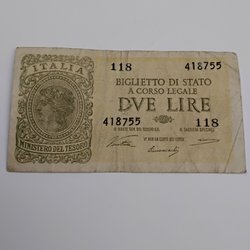 ITALIA
118 418755
BIGLIETTO DI STATO
A CORSO LEGALE
DVE LIRE
418755 118
MINISTERO DEL TESORO